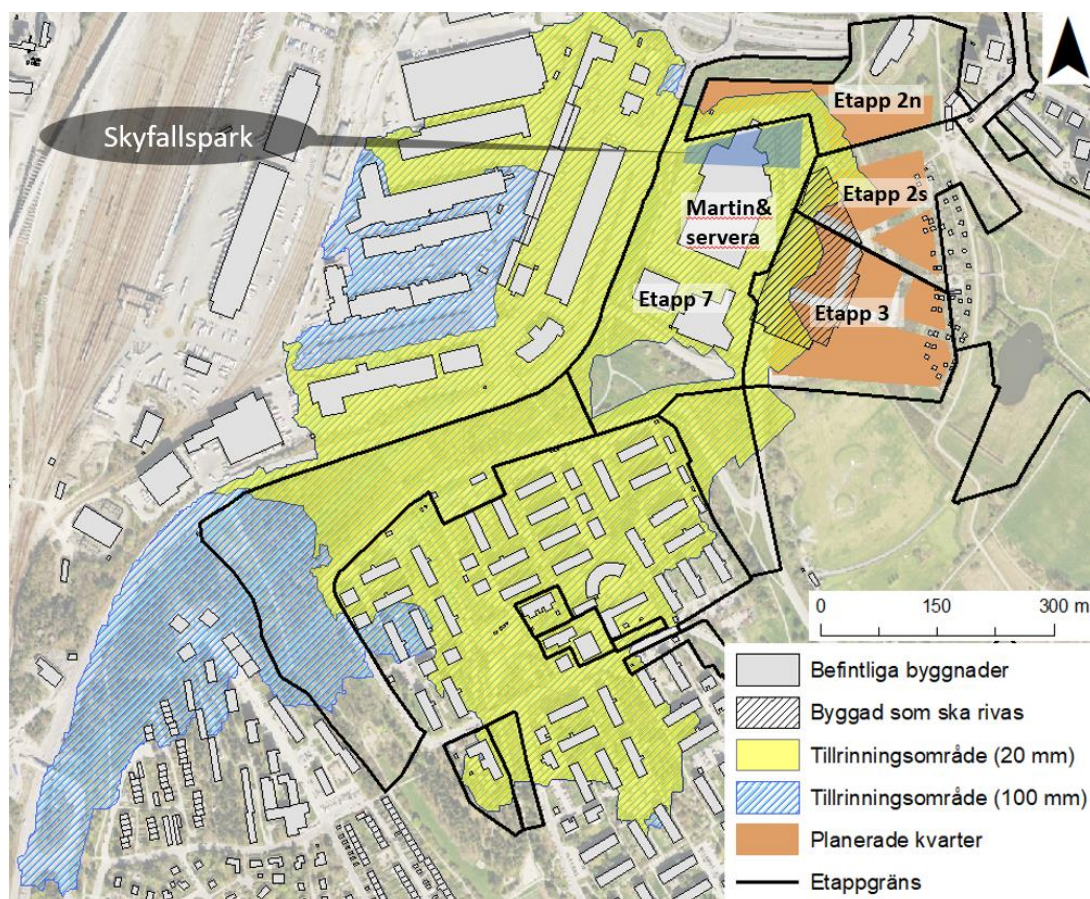 Etapp 2n
Skyfallspark
Etapp 2s
Martin&
servera
Etapp 7
Etapp 3
0 150 300 m
Befintliga byggnader
Byggad som ska rivas
Tillrinningsområde (20 mm)
Tillrinningsområde (100 mm)
Planerade kvarter
Etappgräns